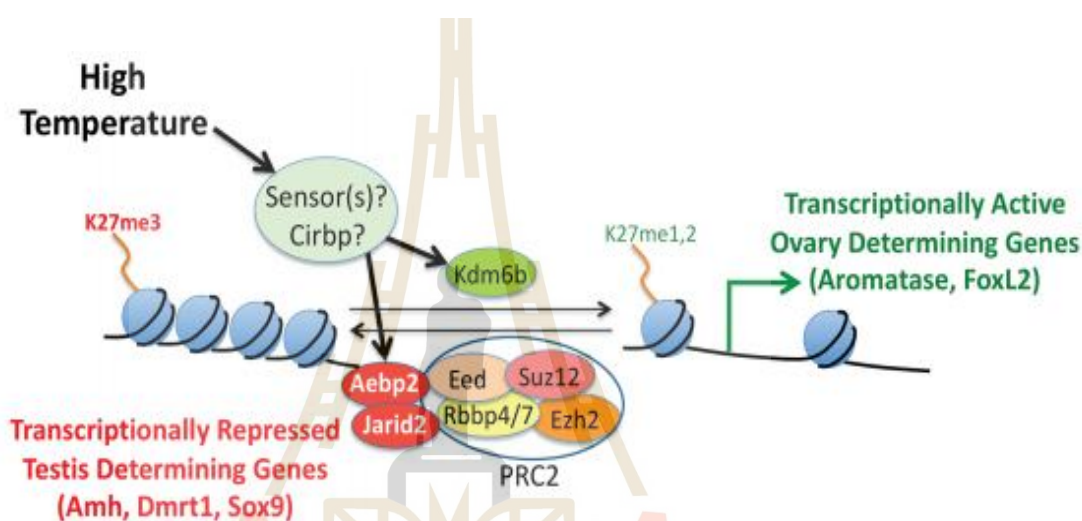 High
Temperature
Sensor(s)?
Cirbp?
K27me3
Kdm6b
K27me1,2
Transcriptionally Active
Ovary Determining Genes
(Aromatase, FoxL2)
Aebp2
Jarid2
Eed
Suz12
Rbbp4/7
Ezh2
PRC2
Transcriptionally Repressed
Testis Determining Genes
(Amh, Dmrt1, Sox9)